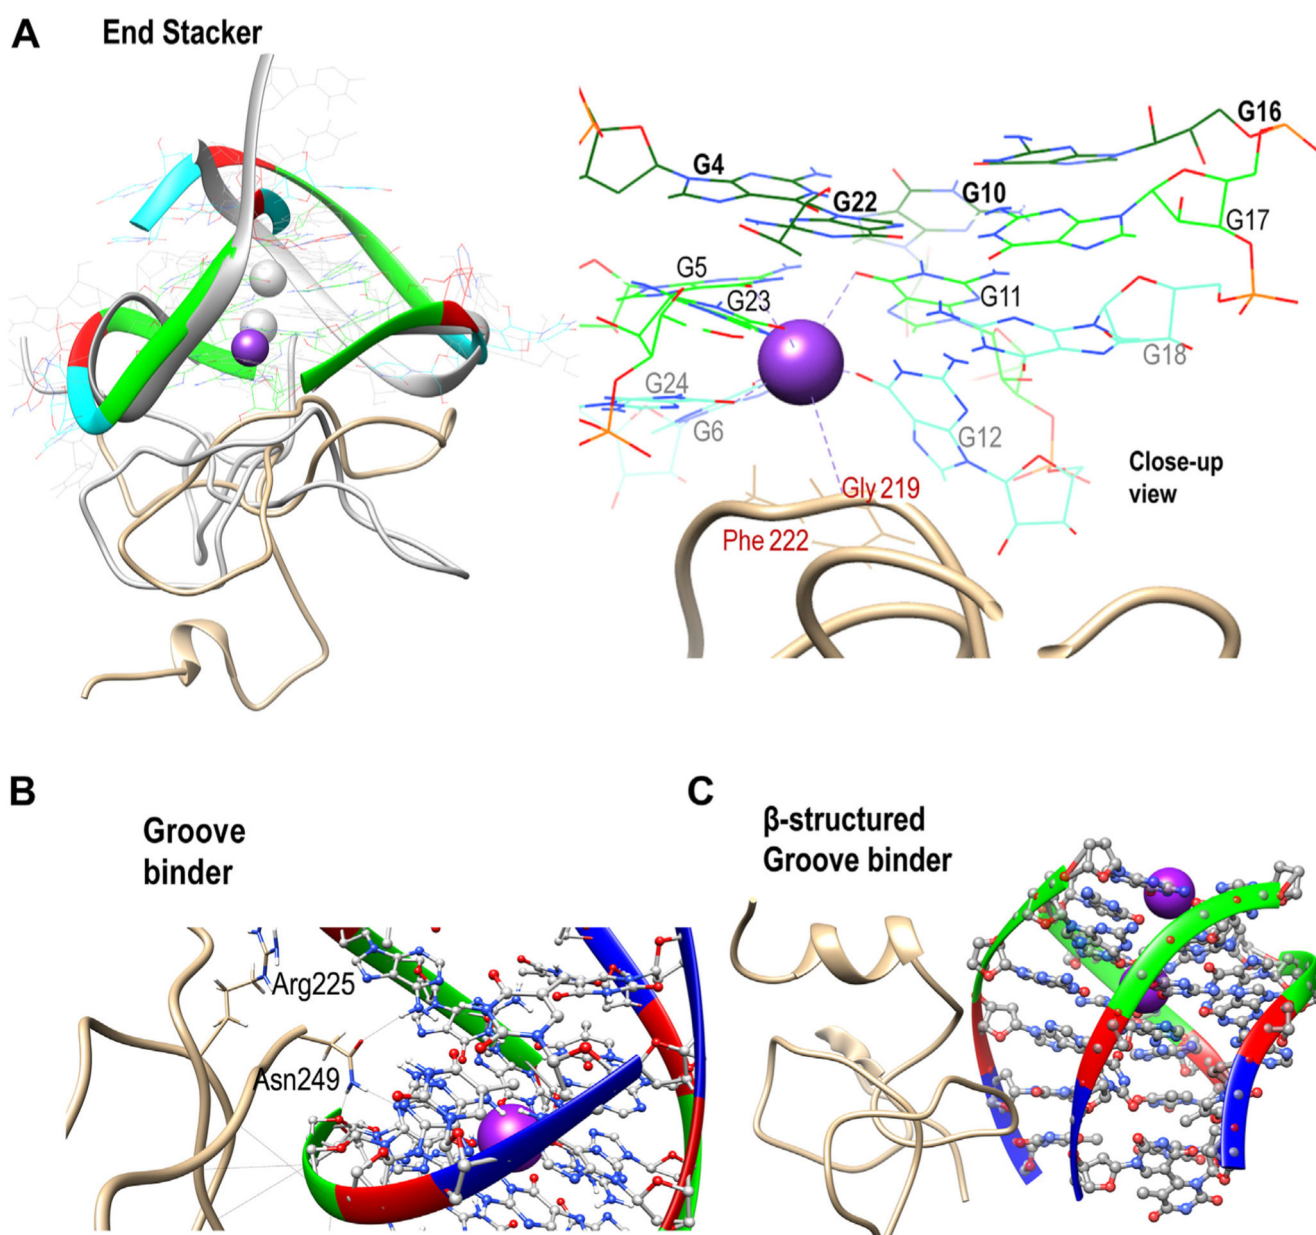 A
End Stacker
G16
G4
G22
G10
G17
G5
G23
G11
G18
G24
G6
G12
Close-up
view
Gly 219
Phe 222
B
Groove
binder
Arg225
Asn249
C
β-structured
Groove binder